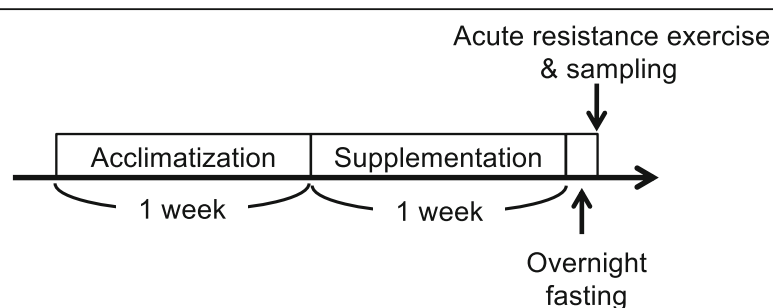 Acute resistance exercise
& sampling
Acclimatization
Supplementation
1 week
1 week
Overnight
fasting